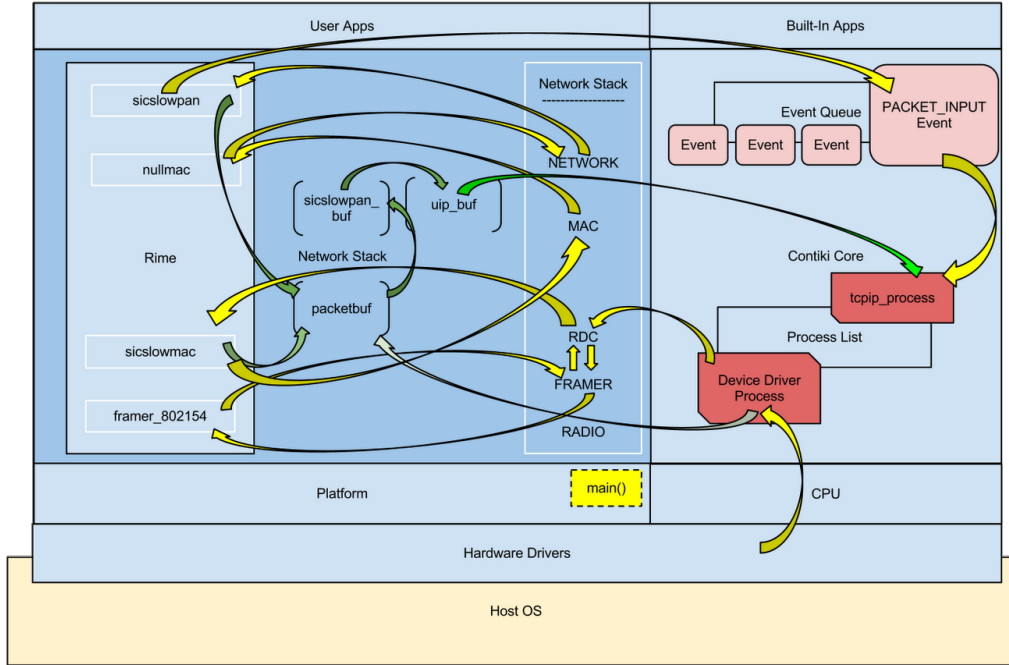 User Apps
Built-In Apps
Network Stack
--------------------
sicslowpan
PACKET_INPUT
Event
Event Queue
Event
Event
Event
nullmac
NETWORK
sicslowpan_
buf
uip_buf
MAC
Rime
Network Stack
Contiki Core
packetbuf
tcpip_process
RDC
Process List
sicslowmac
FRAMER
Device Driver
Process
framer_802154
RADIO
Platform
main()
CPU
Hardware Drivers
Host OS